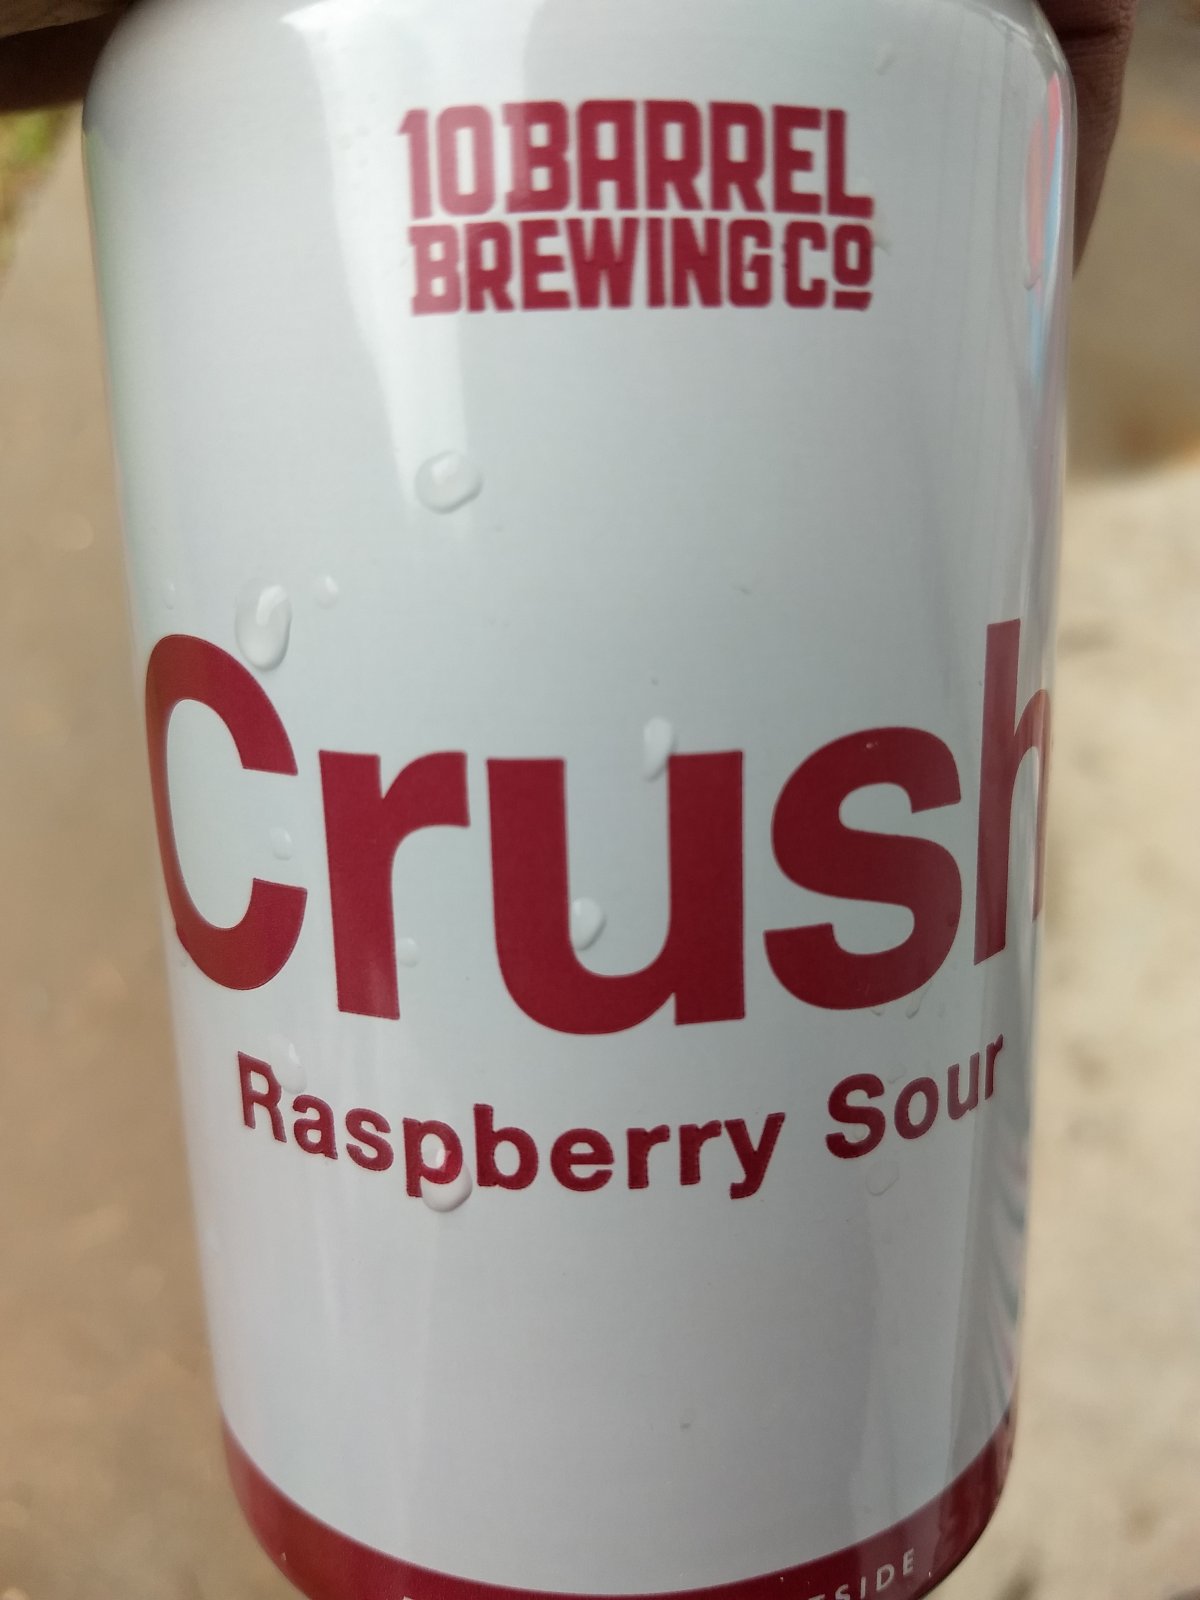 10 BARREL
BREWING CO
Crush
Raspberry Sour